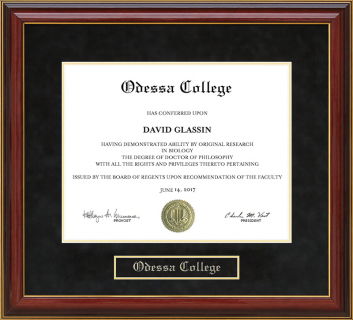 Odessa College
HAS CONFERRED UPON
DAVID GLASSIN
HAVING DEMONSTRATED ABILITY BY ORIGINAL RESEARCH
IN BIOLOGY
THE DEGREE OF DOCTOR OF PHILOSOPHY
WITH ALL THE RIGHTS AND PRIVILEGES THERETO PERTAINING
ISSUED BY THE BOARD OF REGENTS UPON RECOMMENDATION OF THE FACULTY
JUNE 14, 2017
PROVOST
PRESIDENT
Odessa College